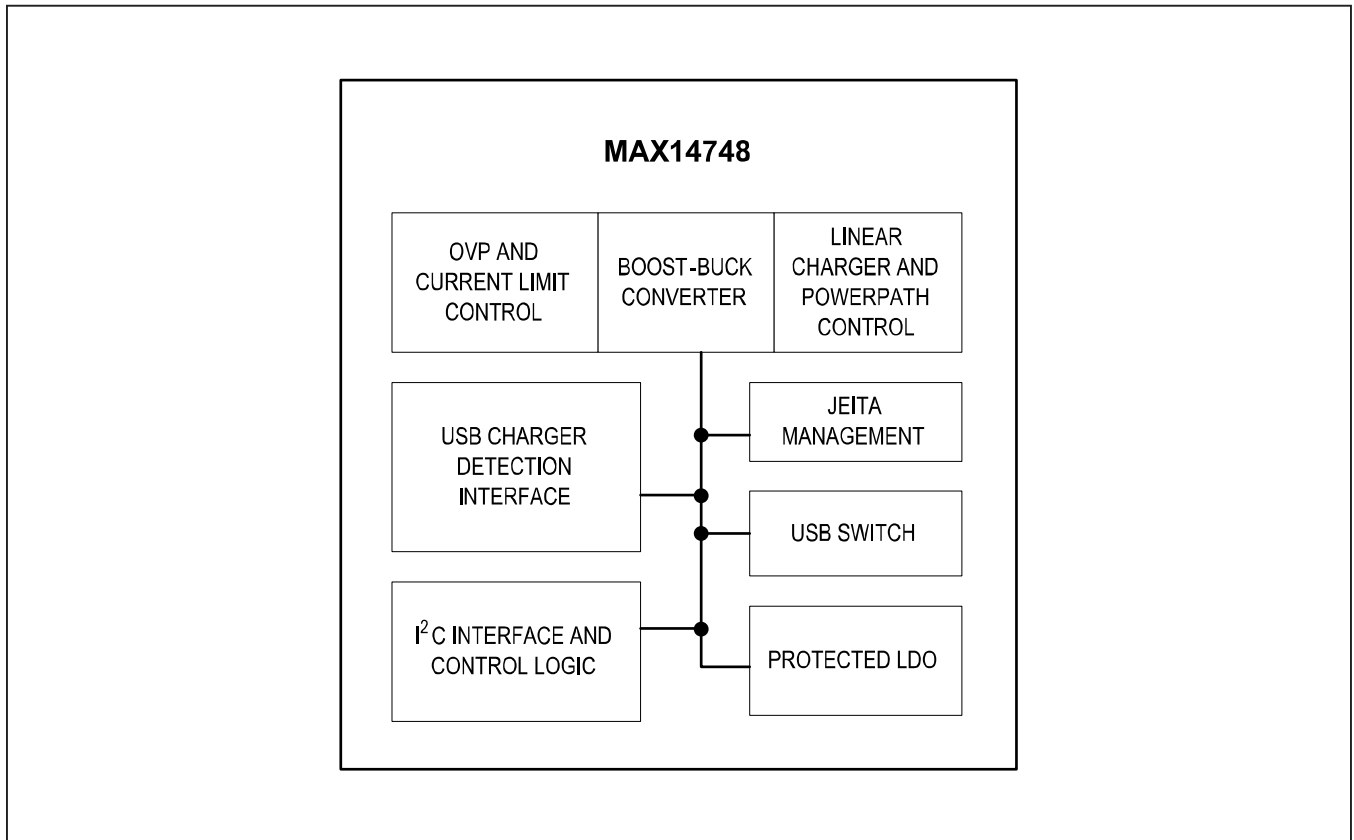 MAX14748
OVP AND
CURRENT LIMIT
CONTROL
BOOST-BUCK
CONVERTER
LINEAR
CHARGER AND
POWERPATH
CONTROL
USB CHARGER
DETECTION
INTERFACE
JEITA
MANAGEMENT
USB SWITCH
I²C INTERFACE AND
CONTROL LOGIC
PROTECTED LDO